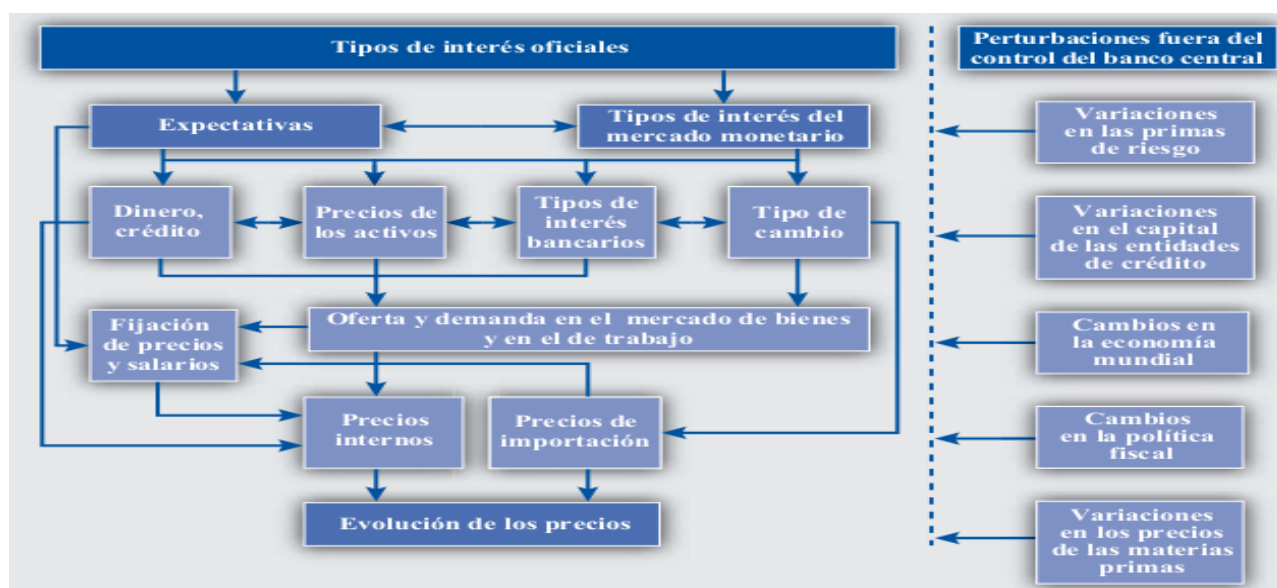 Tipos de interés oficiales
Perturbaciones fuera del
control del banco central
Expectativas
Tipos de interés del
mercado monetario
Variaciones
en las primas
de riesgo
Dinero,
crédito
Precios de
los activos
Tipos de
interés
bancarios
Tipo de
cambio
Variaciones
en el capital
de las entidades
de crédito
Fijación
de precios
y salarios
Oferta y demanda en el mercado de bienes
y en el de trabajo
Cambios en
la economía
mundial
Precios
internos
Precios de
importación
Cambios
en la política
fiscal
Evolución de los precios
Variaciones
en los precios
de las materias
primas